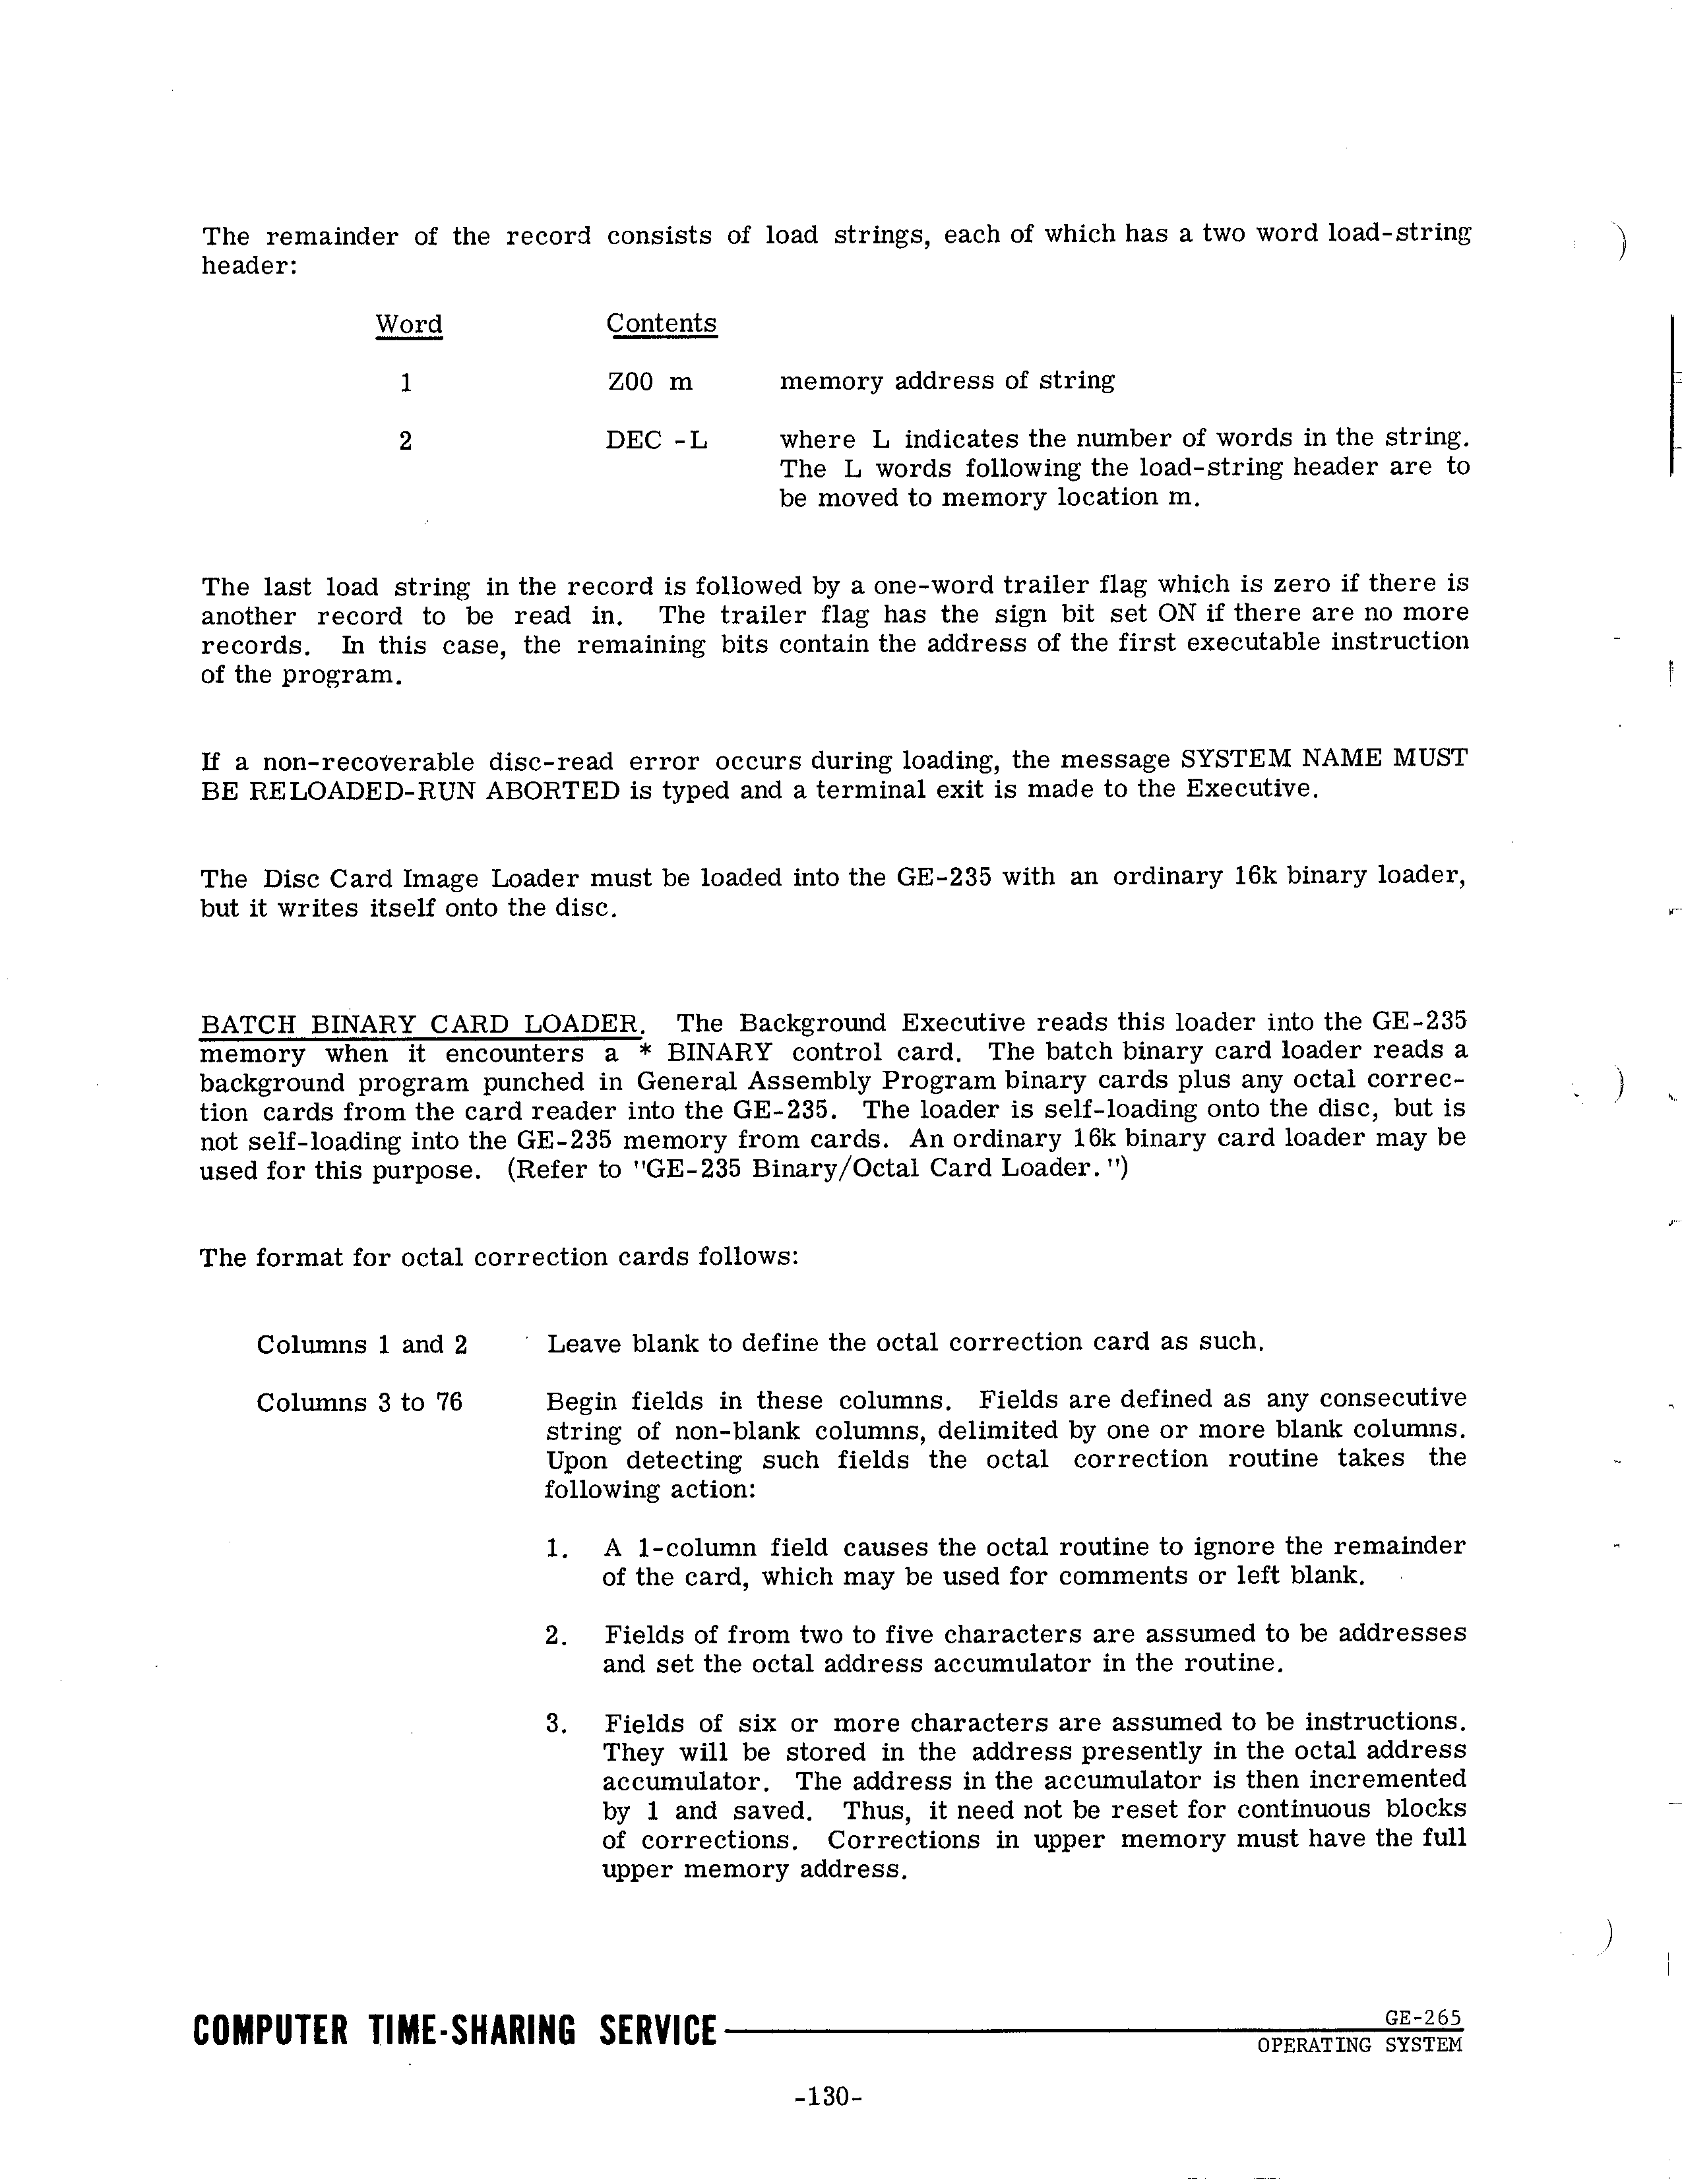 The remainder of the record consists of load strings, each of which has a two word load-string
header:
Word Contents
1 Z00 m memory address of string
2 DEC -L where L indicates the number of words in the string.
The L words following the load-string header are to
be moved to memory location m.
The last load string in the record is followed by a one-word trailer flag which is zero if there is
another record to be read in. The trailer flag has the sign bit set ON if there are no more
records. In this case, the remaining bits contain the address of the first executable instruction
of the program.
If a non-recoverable disc-read error occurs during loading, the message SYSTEM NAME MUST
BE RELOADED-RUN ABORTED is typed and a terminal exit is made to the Executive.
The Disc Card Image Loader must be loaded into the GE-235 with an ordinary 16k binary loader,
but it writes itself onto the disc.
BATCH BINARY CARD LOADER. The Background Executive reads this loader into the GE-235
memory when it encounters a * BINARY control card. The batch binary card loader reads a
background program punched in General Assembly Program binary cards plus any octal correc-
tion cards from the card reader into the GE-235. The loader is self-loading onto the disc, but is
not self-loading into the GE-235 memory from cards. An ordinary 16k binary card loader may be
used for this purpose. (Refer to "GE-235 Binary/Octal Card Loader.")
The format for octal correction cards follows:
Columns 1 and 2 Leave blank to define the octal correction card as such.
Columns 3 to 76 Begin fields in these columns. Fields are defined as any consecutive
string of non-blank columns, delimited by one or more blank columns.
Upon detecting such fields the octal correction routine takes the
following action:
1. A 1-column field causes the octal routine to ignore the remainder
of the card, which may be used for comments or left blank.
2. Fields of from two to five characters are assumed to be addresses
and set the octal address accumulator in the routine.
3. Fields of six or more characters are assumed to be instructions.
They will be stored in the address presently in the octal address
accumulator. The address in the accumulator is then incremented
by 1 and saved. Thus, it need not be reset for continuous blocks
of corrections. Corrections in upper memory must have the full
upper memory address.
COMPUTER TIME-SHARING SERVICE GE-265
OPERATING SYSTEM
-130-